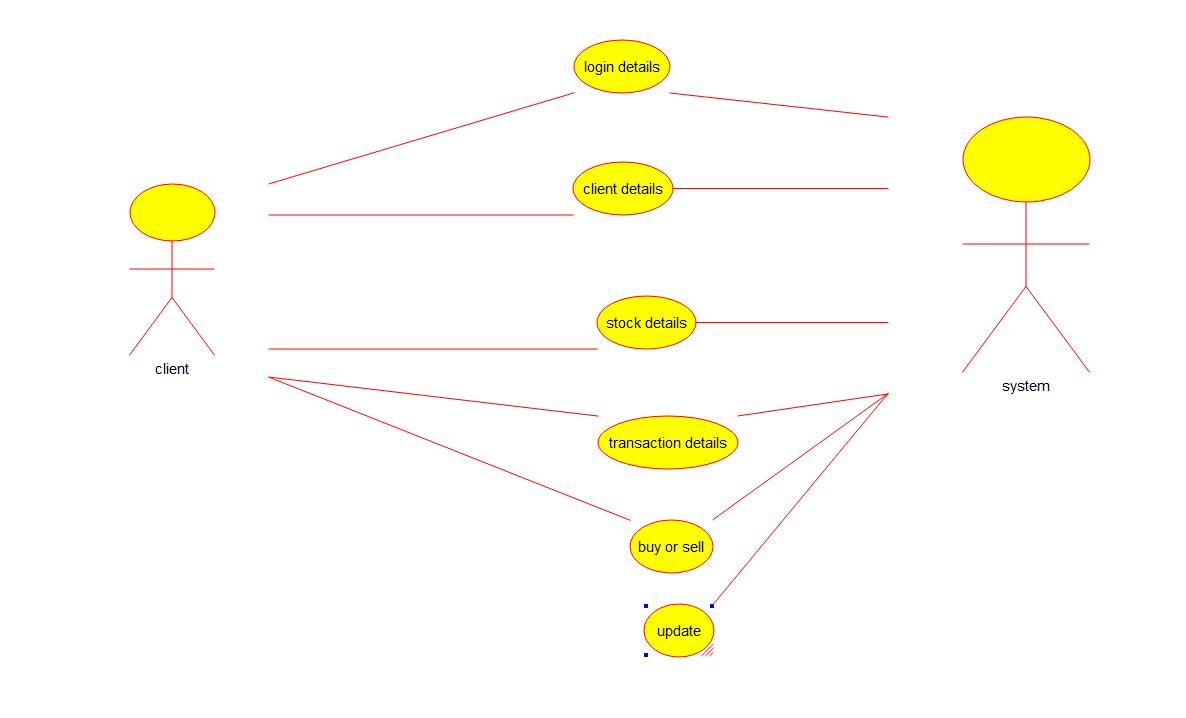 login details
client details
client
stock details
system
transaction details
buy or sell
update